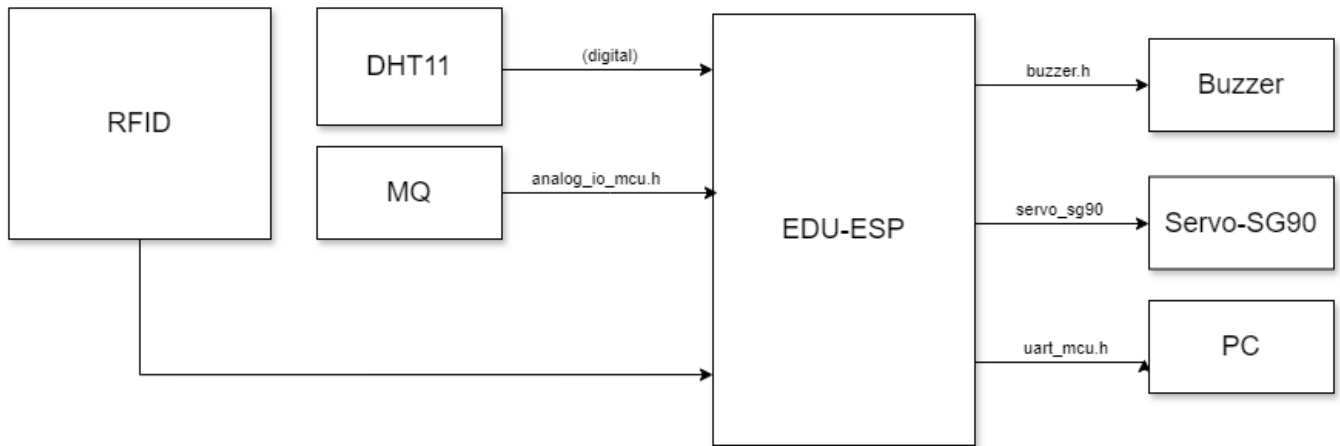 RFID
DHT11
(digital)
MQ
analog_io_mcu.h
EDU-ESP
buzzer.h
Buzzer
servo_sg90
Servo-SG90
uart_mcu.h
PC